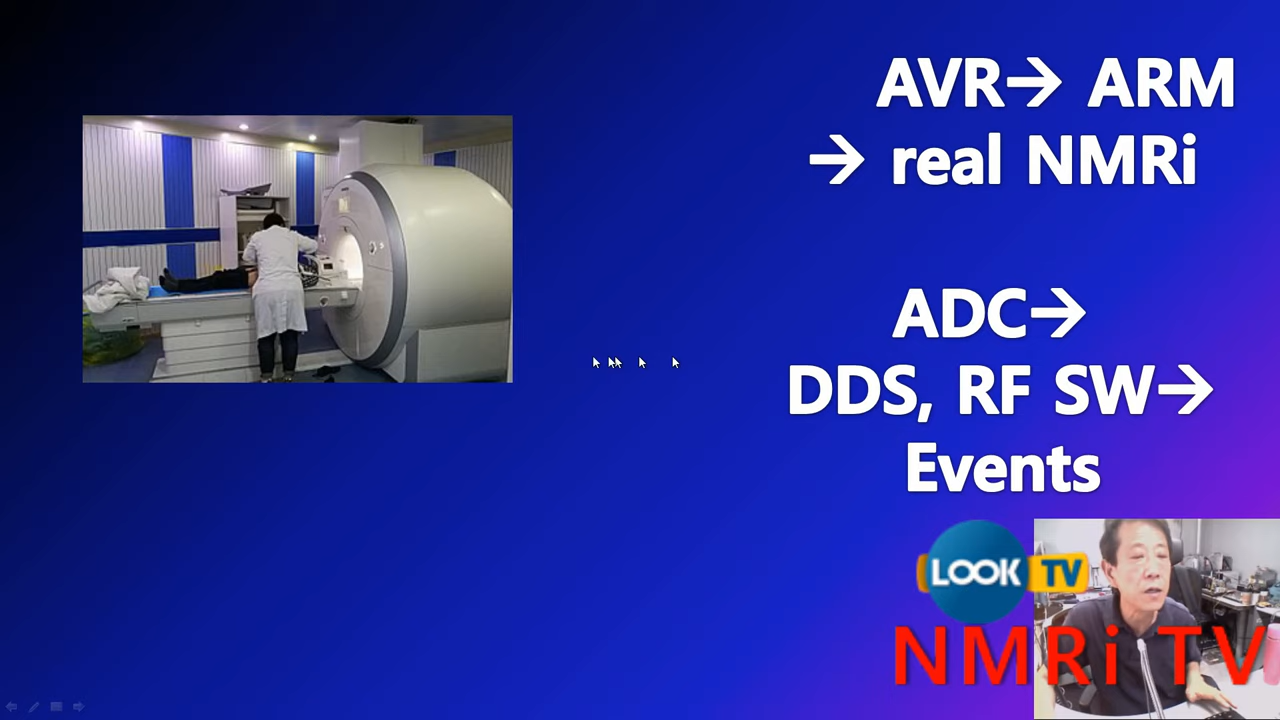 AVR→ ARM
→ real NMRi
ADC→
DDS, RF SW→
Events
LOOK TV
NMRi TV